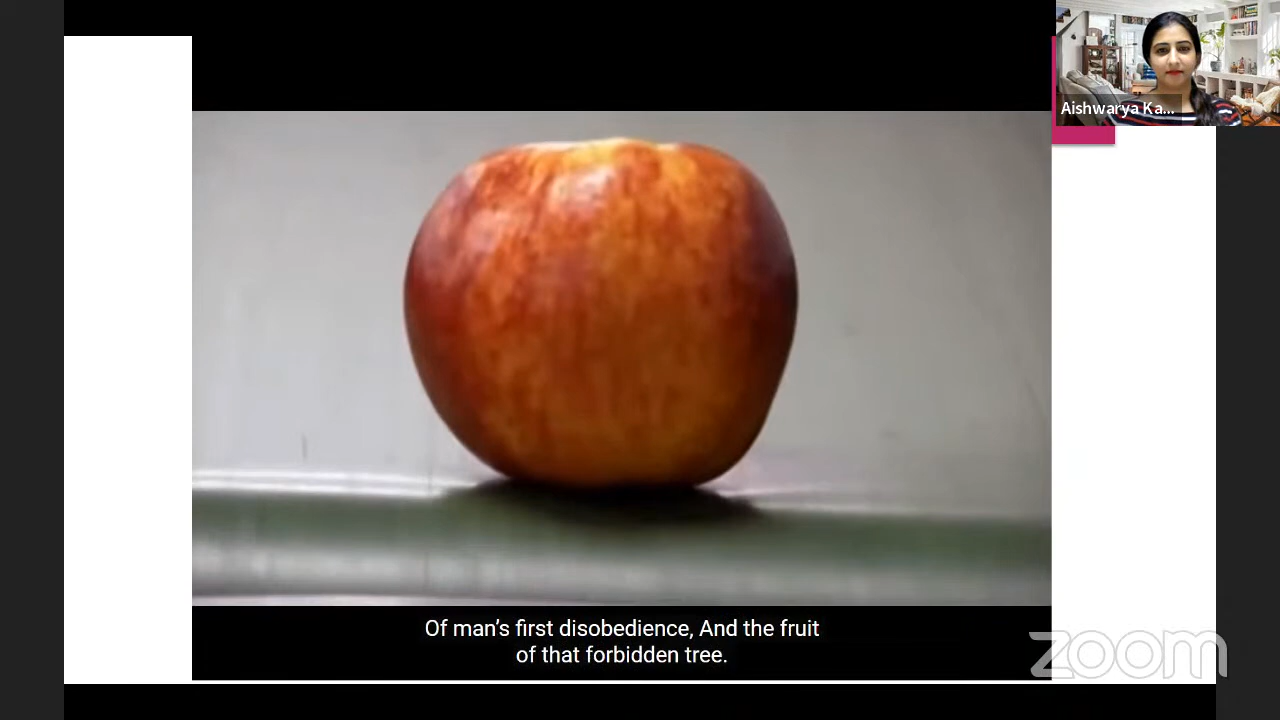 Aishwarya Ka...
Of man's first disobedience, And the fruit
of that forbidden tree.
zoom